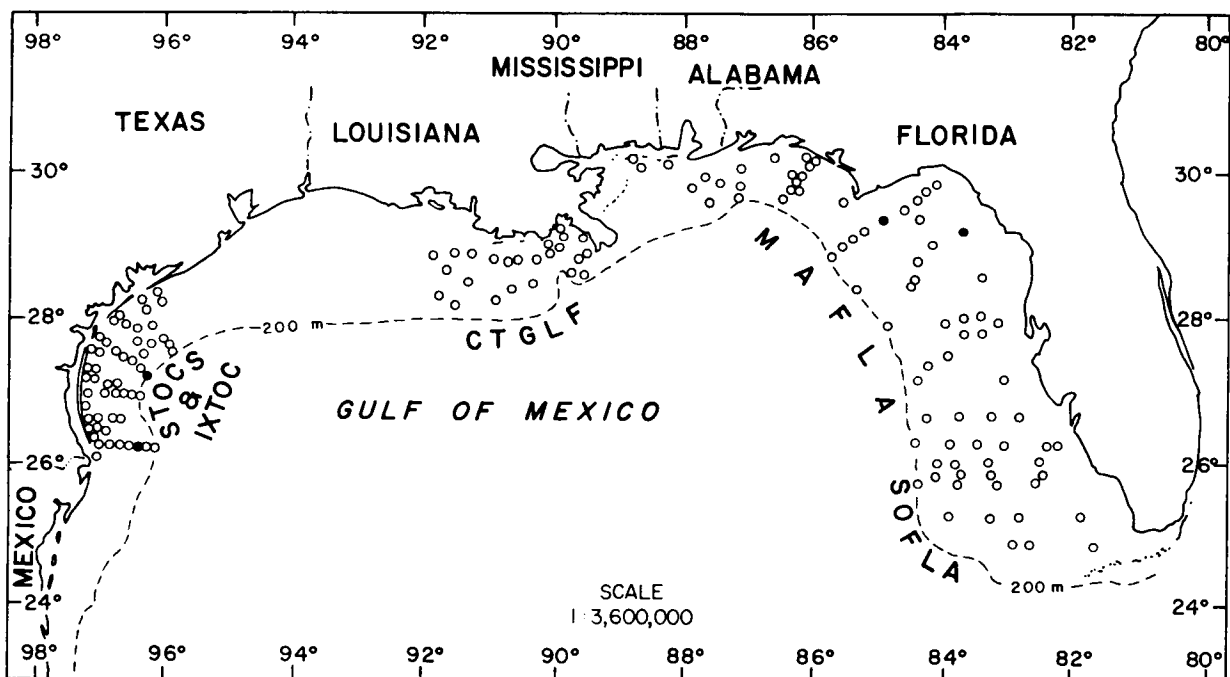 98° 96° 94° 92° 90° 88° 86° 84° 82° 80°
MISSISSIPPI ALABAMA
TEXAS LOUISIANA FLORIDA
30° 30°
MAFLA
28° 28°
200 m
CTGLF
STOCS
&
IXTOC
GULF OF MEXICO
26° 26°
SOFLA
MEXICO
200 m
SCALE
1:3,600,000
24° 24°
98° 96° 94° 92° 90° 88° 86° 84° 82° 80°